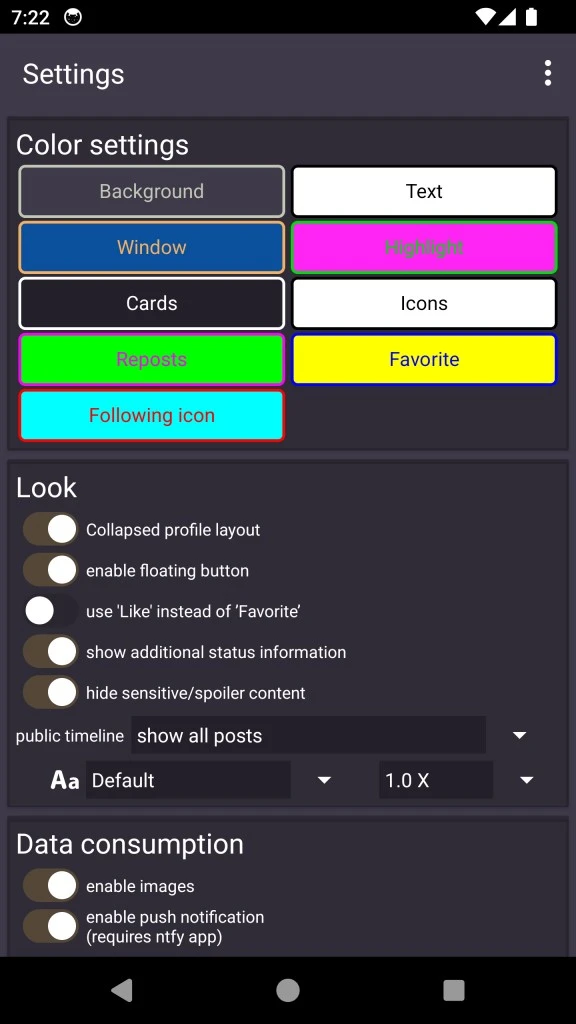 7:22
Settings
Color settings
Background
Text
Window
Highlight
Cards
Icons
Reposts
Favorite
Following icon
Look
Collapsed profile layout
enable floating button
use 'Like' instead of ‘Favorite’
show additional status information
hide sensitive/spoiler content
public timeline show all posts
Aa Default 1.0 X
Data consumption
enable images
enable push notification
(requires ntfy app)